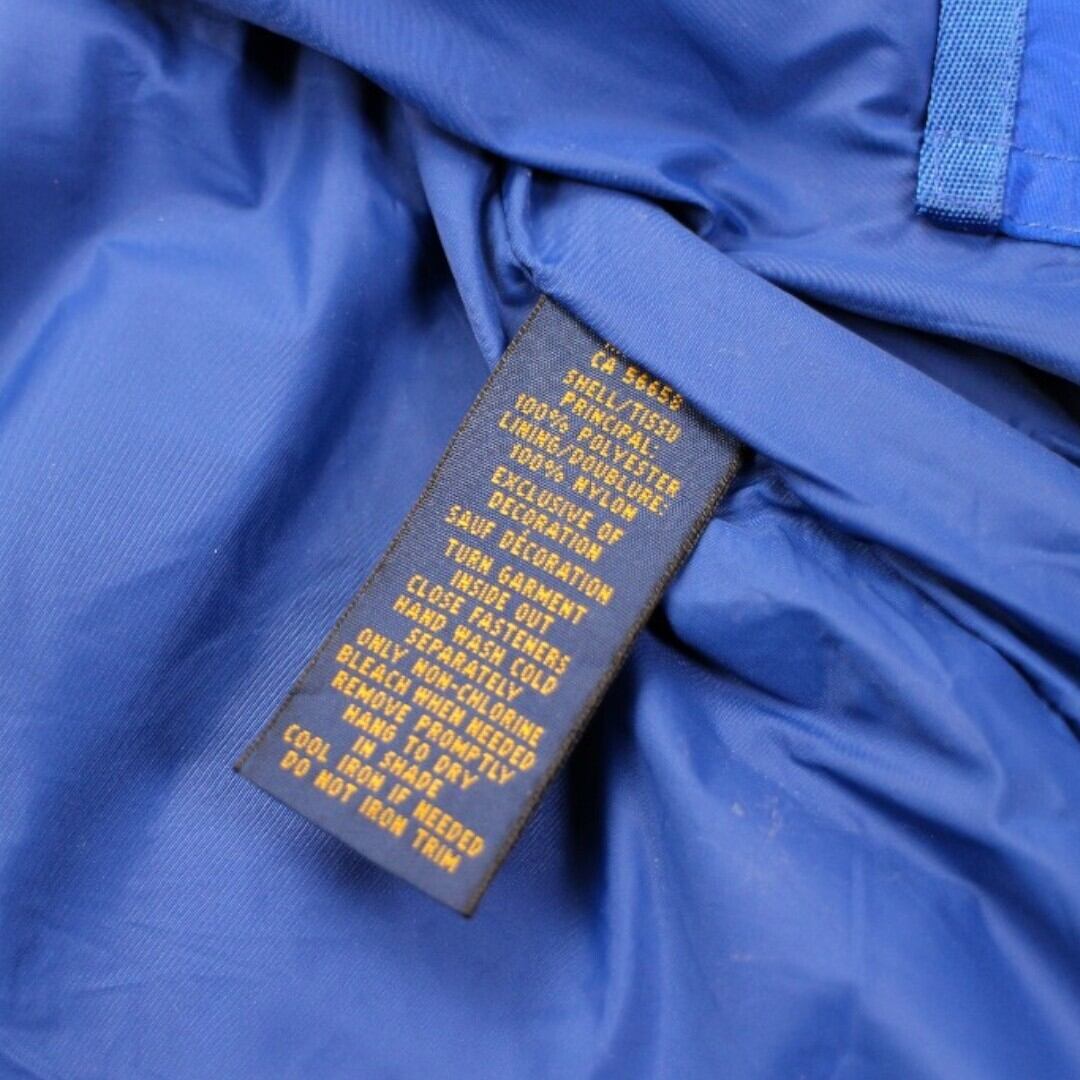 CA 56658
SHELL/TISSU
PRINCIPAL:
100% POLYESTER
LINING/DOUBLURE:
100% NYLON
EXCLUSIVE OF
DECORATION
SAUF DÉCORATION
TURN GARMENT
INSIDE OUT
CLOSE FASTENERS
HAND WASH COLD
SEPARATELY
ONLY NON-CHLORINE
BLEACH WHEN NEEDED
REMOVE PROMPTLY
HANG TO DRY
IN SHADE
COOL IRON IF NEEDED
DO NOT IRON TRIM